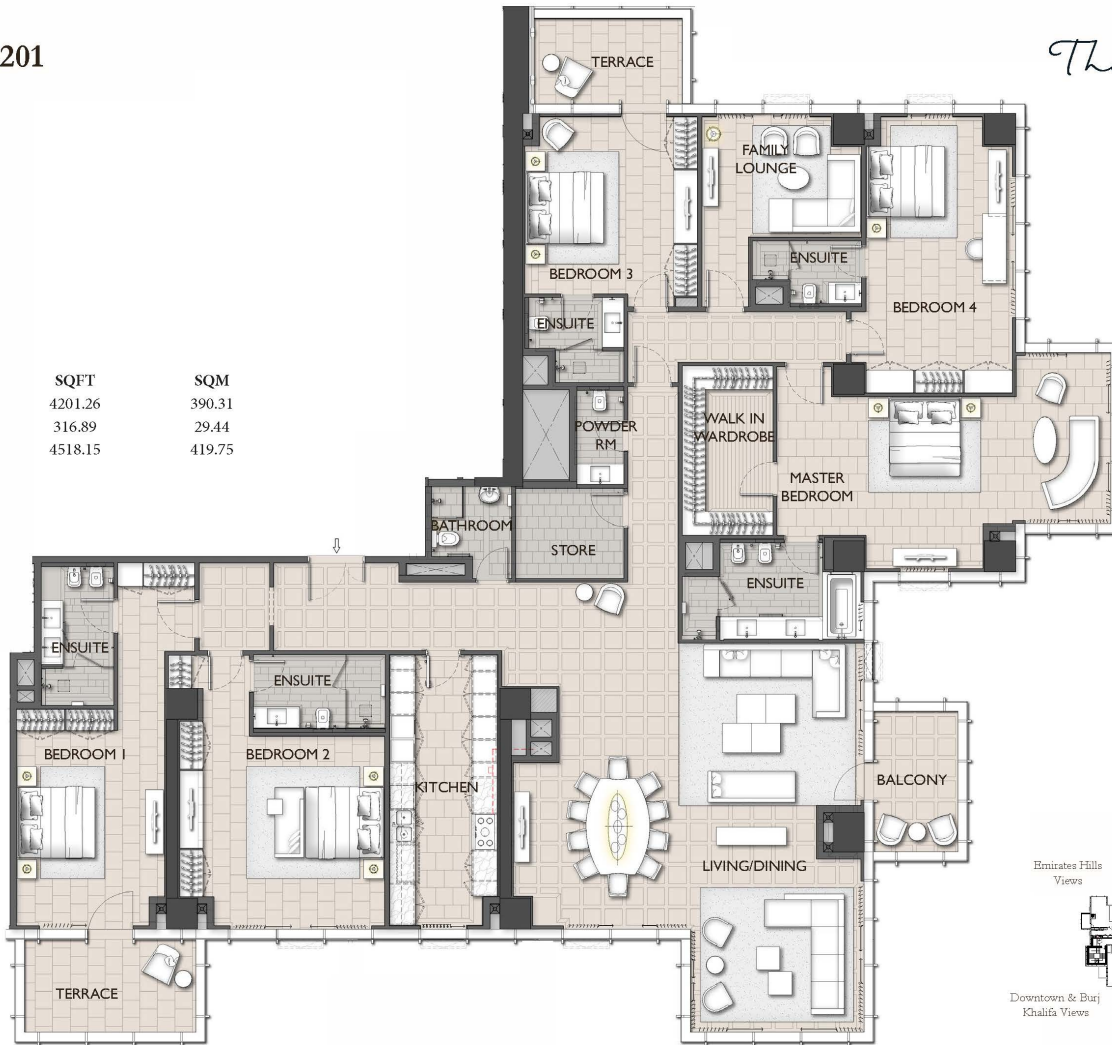 201
TERRACE
FAMILY
LOUNGE
ENSUITE
BEDROOM 3
BEDROOM 4
ENSUITE
SQFT SQM
4201.26 390.31
316.89 29.44
4518.15 419.75
POWDER
RM
WALK IN
WARDROBE
MASTER
BEDROOM
BATHROOM
STORE
ENSUITE
ENSUITE
ENSUITE
BEDROOM 1
BEDROOM 2
KITCHEN
BALCONY
LIVING/DINING
Emirates Hills
Views
TERRACE
Downtown & Burj
Khalifa Views